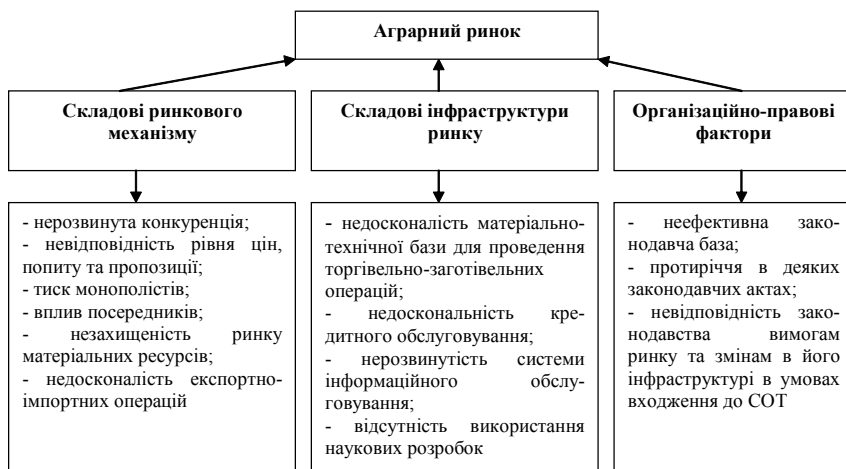 Аграрний ринок
Складові ринкового
механізму
Складові інфраструктури
ринку
Організаційно-правові
фактори
- нерозвинута конкуренція;
- невідповідність рівня цін,
попиту та пропозиції;
- тиск монополістів;
- вплив посередників;
- незахищеність ринку
матеріальних ресурсів;
- недосконалість експортно-
імпортних операцій
- недосконалість матеріально-
технічної бази для проведення
торгівельно-заготівельних
операцій;
- недоскональність кре-
дитного обслуговування;
- нерозвинутість системи
інформаційного обслу-
говування;
- відсутність використання
наукових розробок
- неефективна зако-
нодавча база;
- протиріччя в деяких
законодавчих актах;
- невідповідність зако-
нодавства вимогам
ринку та змінам в його
інфраструктурі в умовах
входження до СОТ